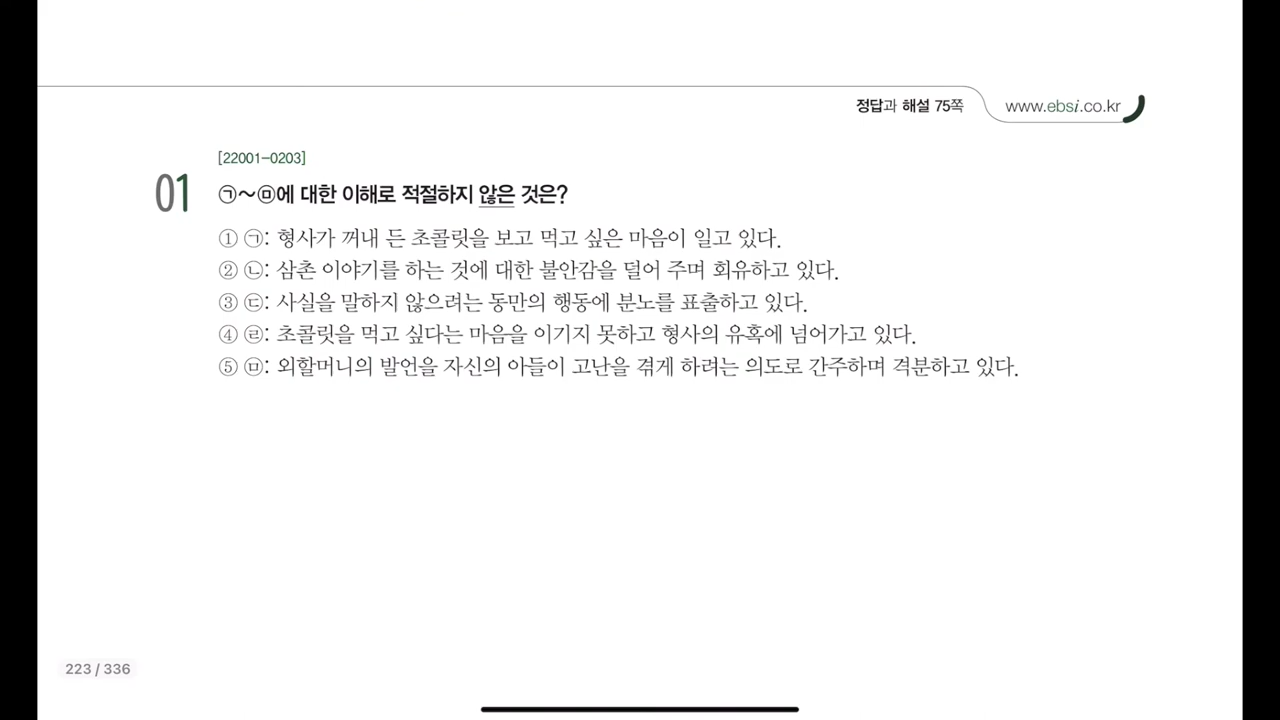 정답과 해설 75쪽
www.ebsi.co.kr
[22001-0203]
01 ㉠~㉤에 대한 이해로 적절하지 않은 것은?
① ㉠: 형사가 꺼내 든 초콜릿을 보고 먹고 싶은 마음이 일고 있다.
② ㉡: 삼촌 이야기를 하는 것에 대한 불안감을 덜어 주며 회유하고 있다.
③ ㉢: 사실을 말하지 않으려는 동만의 행동에 분노를 표출하고 있다.
④ ㉣: 초콜릿을 먹고 싶다는 마음을 이기지 못하고 형사의 유혹에 넘어가고 있다.
⑤ ㉤: 외할머니의 발언을 자신의 아들이 고난을 겪게 하려는 의도로 간주하며 격분하고 있다.
223 / 336